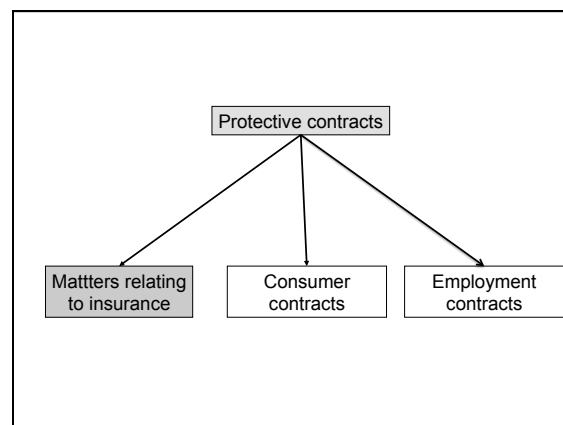 Protective contracts
Mattters relating
to insurance
Consumer
contracts
Employment
contracts